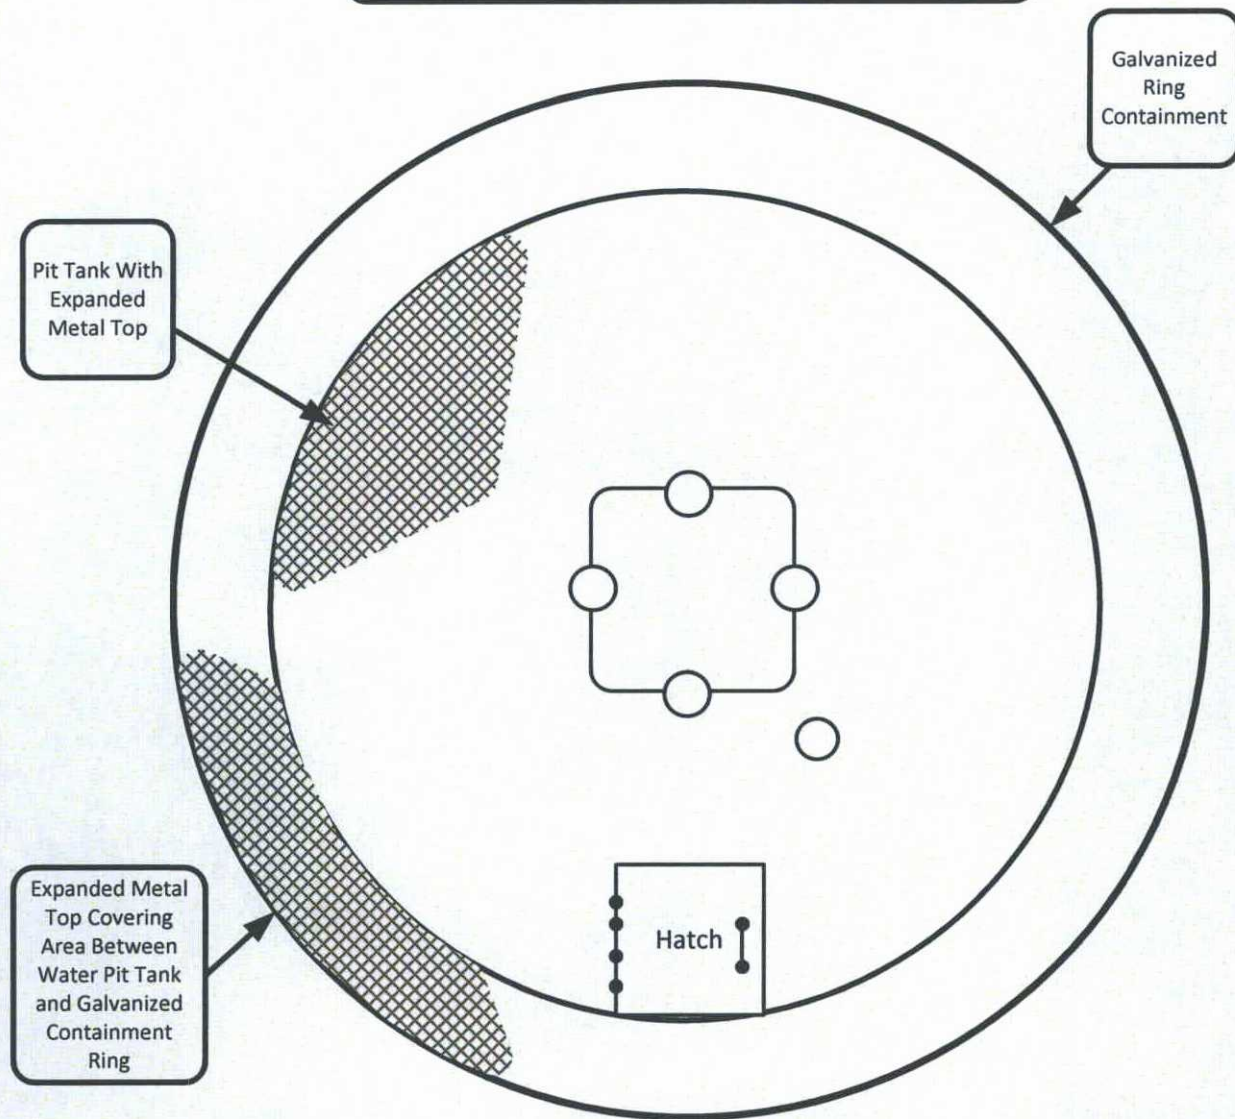 Galvanized
Ring
Containment
Pit Tank With
Expanded
Metal Top
Expanded Metal
Top Covering
Area Between
Water Pit Tank
and Galvanized
Containment
Ring
Hatch